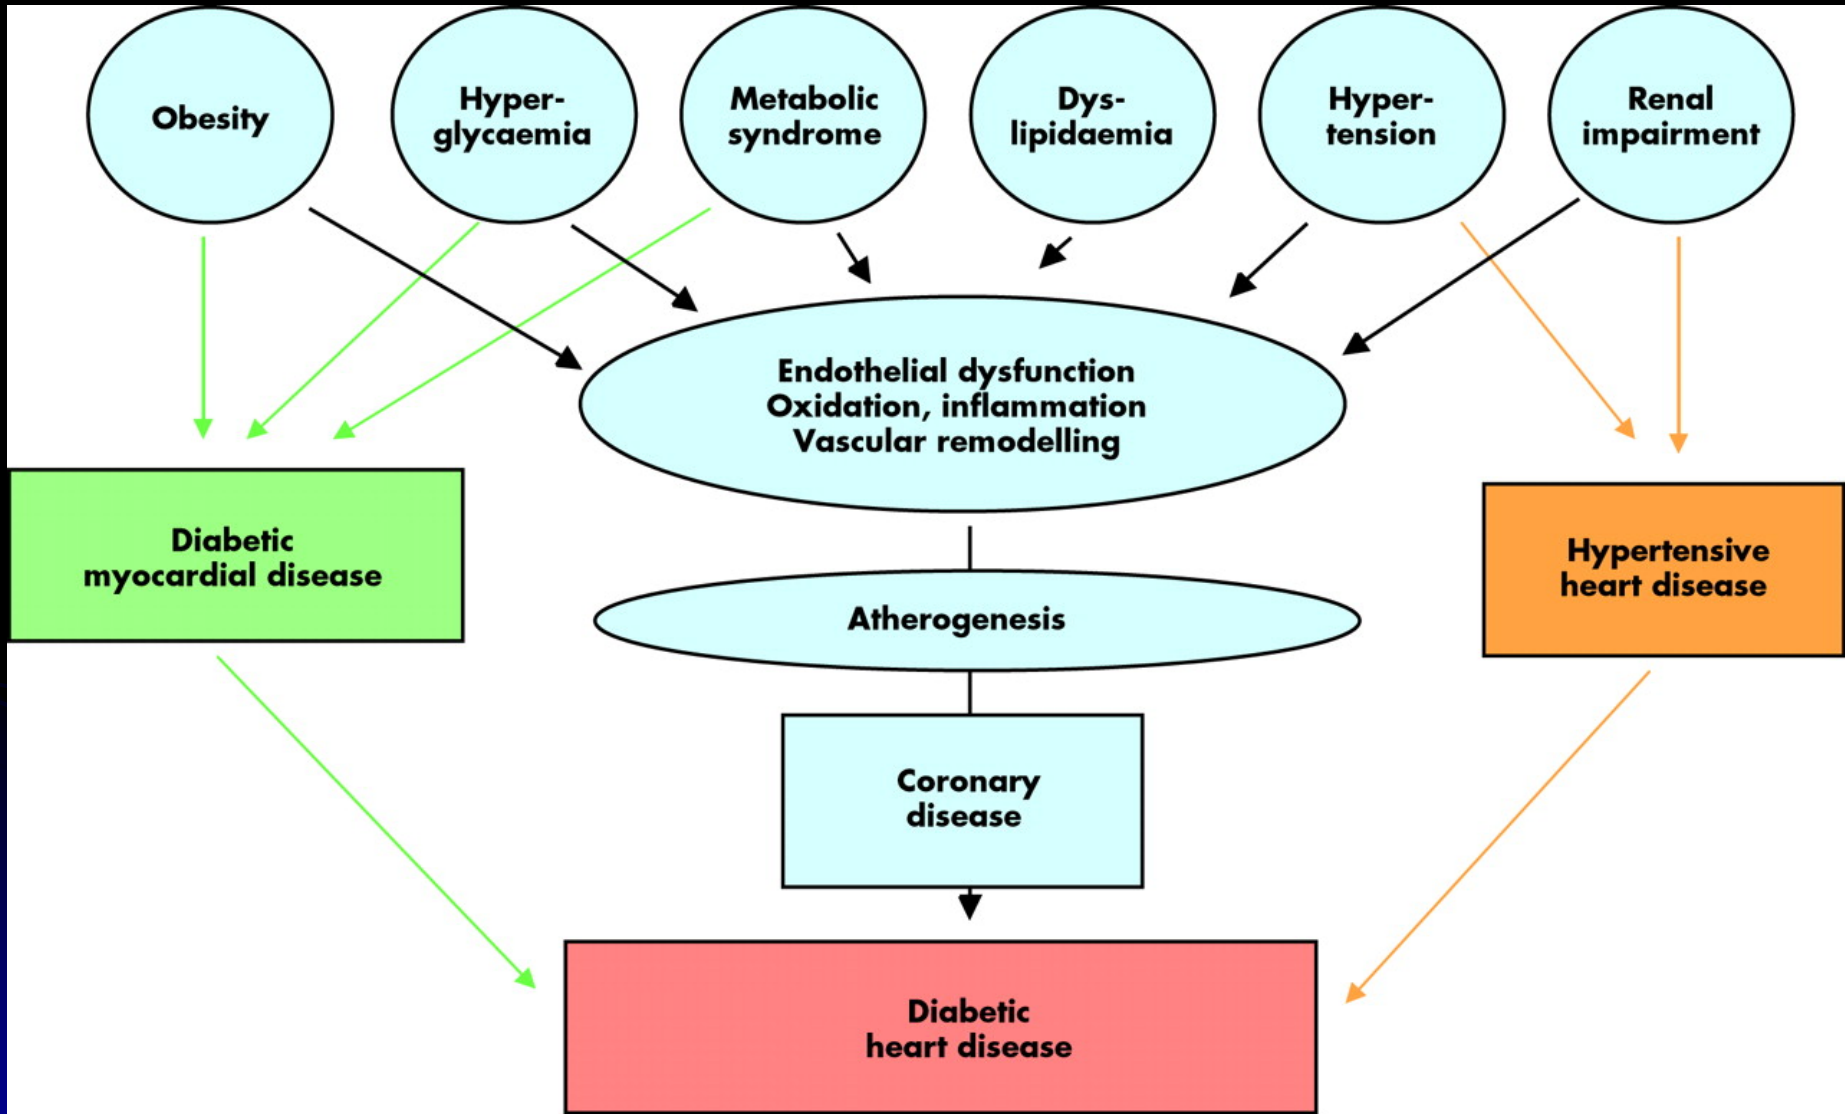 Obesity
Hyper-
glycaemia
Metabolic
syndrome
Dys-
lipidaemia
Hyper-
tension
Renal
impairment
Endothelial dysfunction
Oxidation, inflammation
Vascular remodelling
Diabetic
myocardial disease
Hypertensive
heart disease
Atherogenesis
Coronary
disease
Diabetic
heart disease